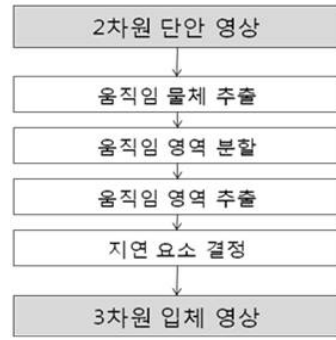 2차원 단안 영상
움직임 물체 추출
움직임 영역 분할
움직임 영역 추출
지연 요소 결정
3차원 입체 영상